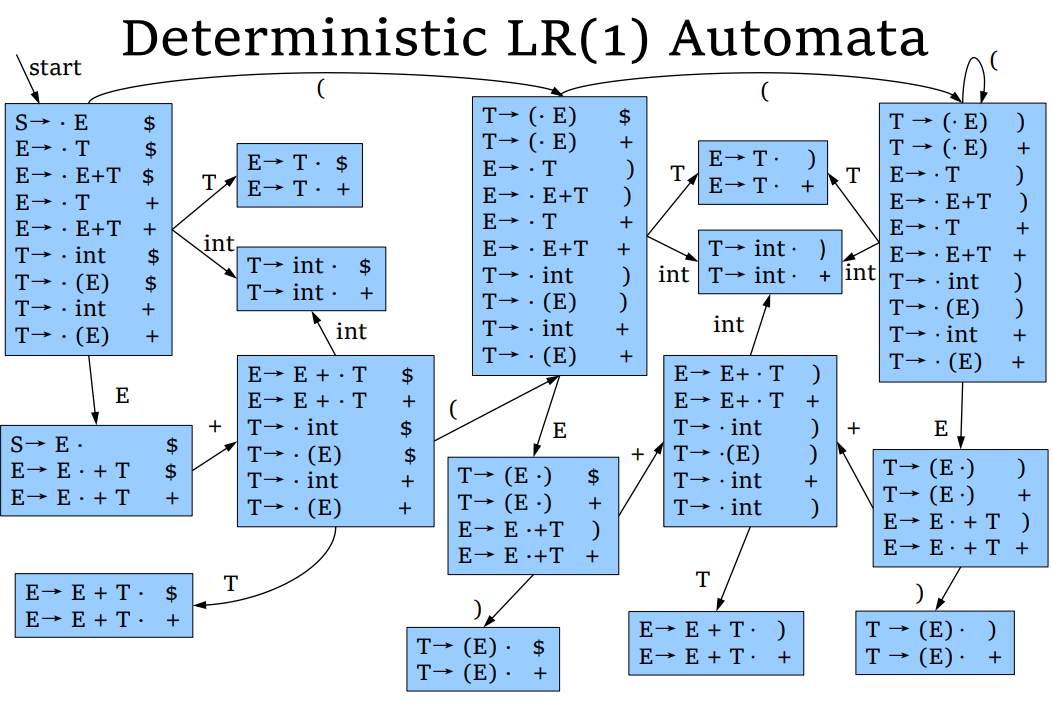 Deterministic LR(1) Automata
start
(
(
(
S→ · E $
E→ · T $
E→ · E+T $
E→ · T +
E→ · E+T +
T→ · int $
T→ · (E) $
T→ · int +
T→ · (E) +
T
int
E→ T · $
E→ T · +
T→ int · $
T→ int · +
int
T→ (· E) $
T→ (· E) +
E→ · T )
E→ · E+T )
E→ · T +
E→ · E+T +
T→ · int )
T→ · (E) )
T→ · int +
T→ · (E) +
T
int
E→ T · )
E→ T · +
T→ int · )
T→ int · +
T
int
int
T → (· E) )
T → (· E) +
E→ · T )
E→ · E+T )
E→ · T +
E→ · E+T +
T→ · int )
T→ · (E) )
T→ · int +
T→ · (E) +
E
S→ E · $
E→ E · + T $
E→ E · + T +
+
E→ E + · T $
E→ E + · T +
T→ · int $
T→ · (E) $
T→ · int +
T→ · (E) +
(
E
T→ (E ·) $
T→ (E ·) +
E→ E ·+T )
E→ E ·+T +
+
E→ E+ · T )
E→ E+ · T +
T→ · int )
T→ ·(E) )
T→ · int +
T→ · int )
+
E
T→ (E ·) )
T→ (E ·) +
E→ E · + T )
E→ E · + T +
T
E→ E + T · $
E→ E + T · +
)
T→ (E) · $
T→ (E) · +
T
E→ E + T · )
E→ E + T · +
)
T → (E) · )
T → (E) · +